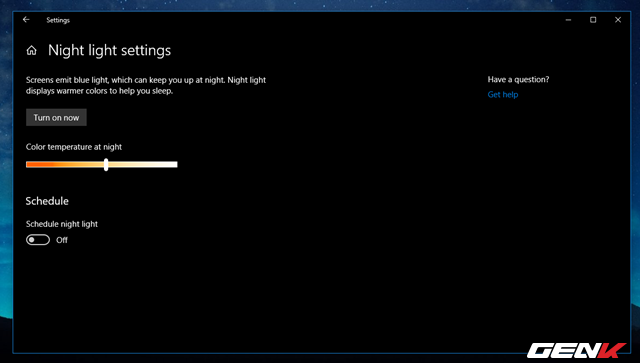 Settings
Night light settings
Screens emit blue light, which can keep you up at night. Night light
displays warmer colors to help you sleep.
Turn on now
Color temperature at night
Schedule
Schedule night light
Off
Have a question?
Get help
GENK